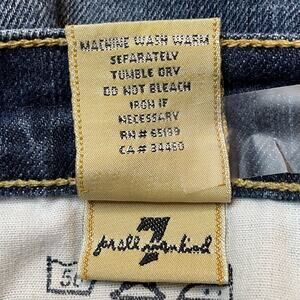 MACHINE WASH WARM
SEPARATELY
TUMBLE DRY
DO NOT BLEACH
IRON IF
NECESSARY
RN# 65199
CA# 34460
7
for all mankind